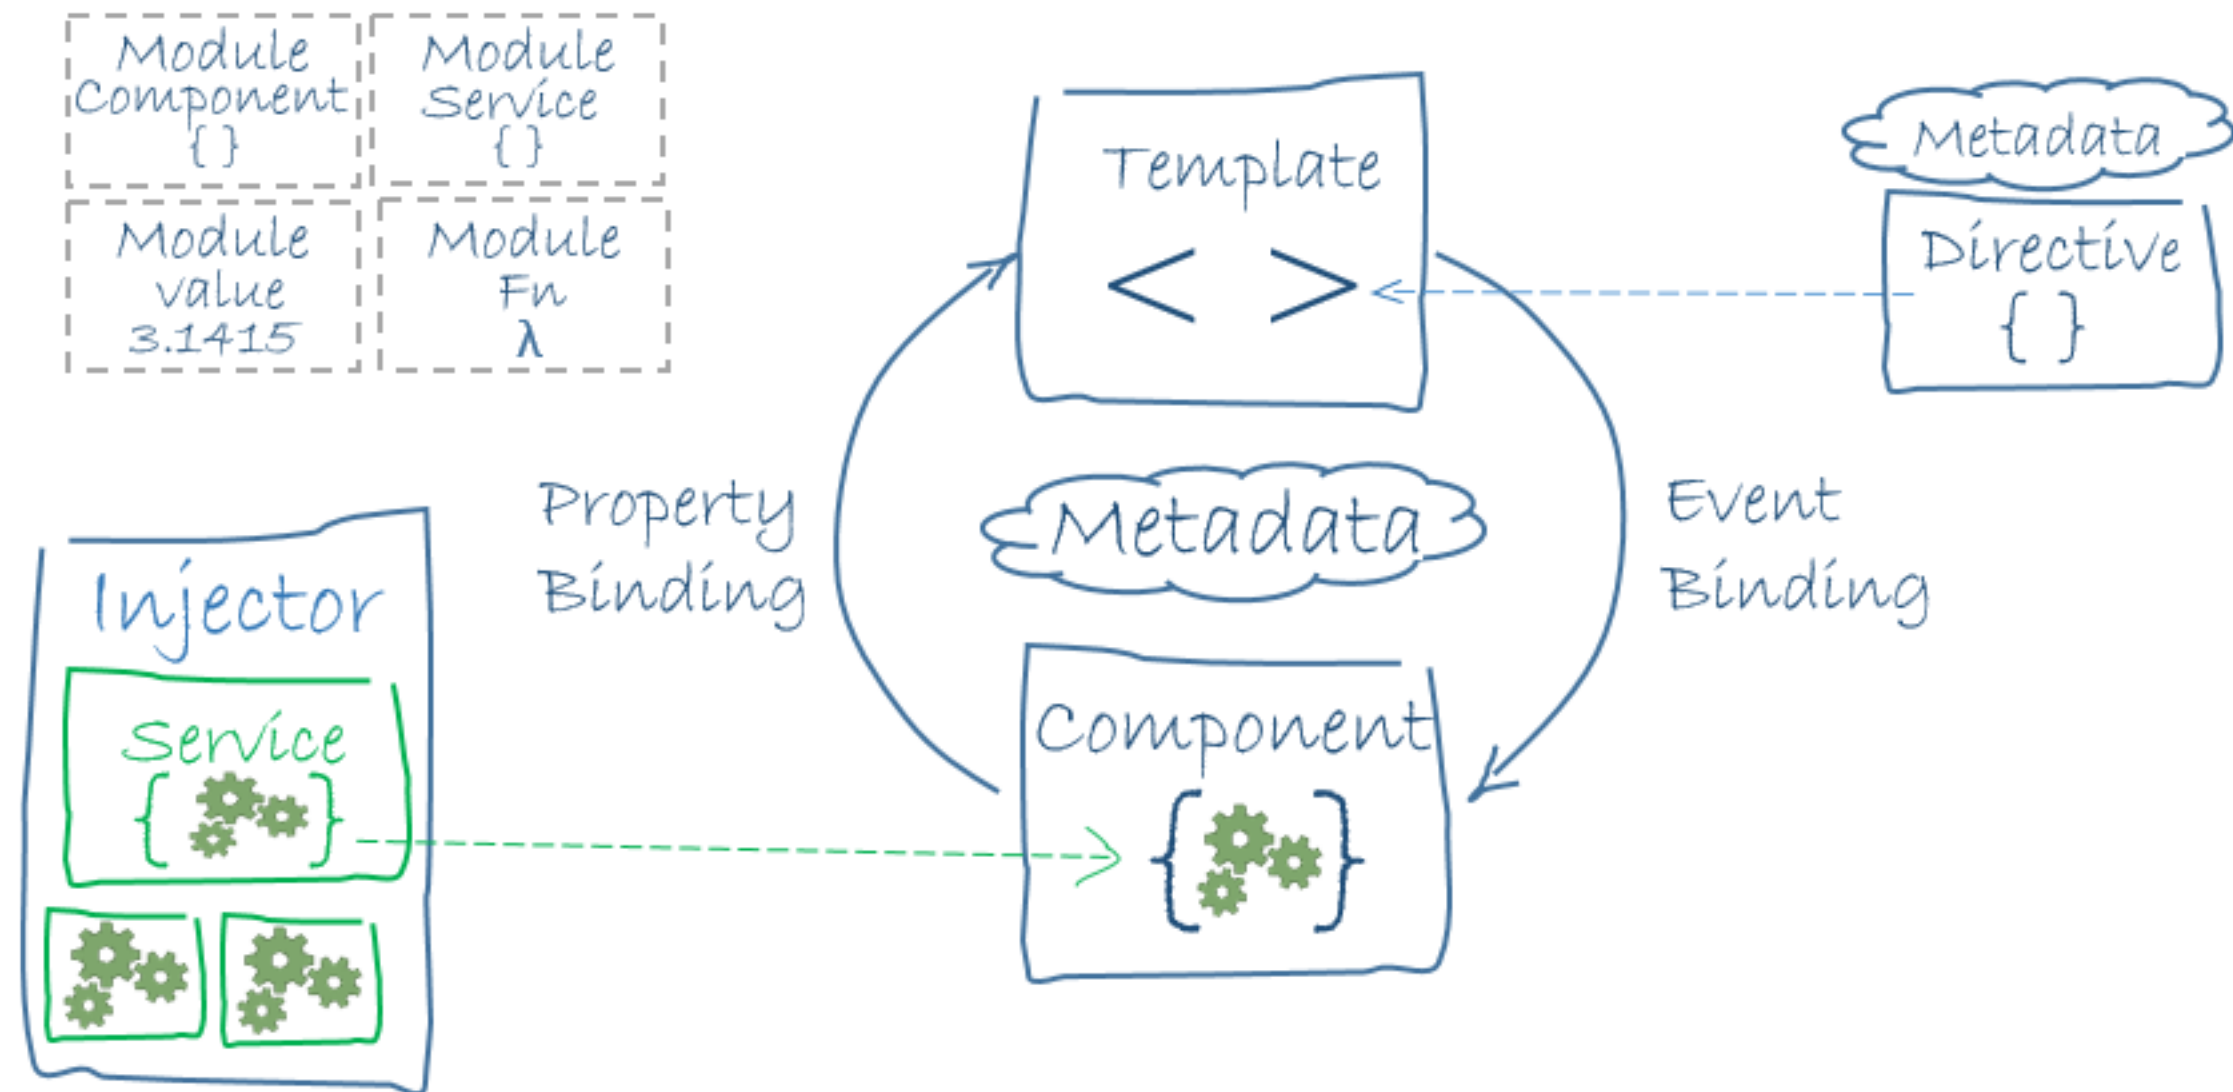 Module
Component
{ }
Module
Service
{ }
Module
value
3.1415
Module
Fn
λ
Template
< >
Metadata
Directive
{ }
Property
Binding
Metadata
Event
Binding
Injector
Service
{ }
Component
{ }